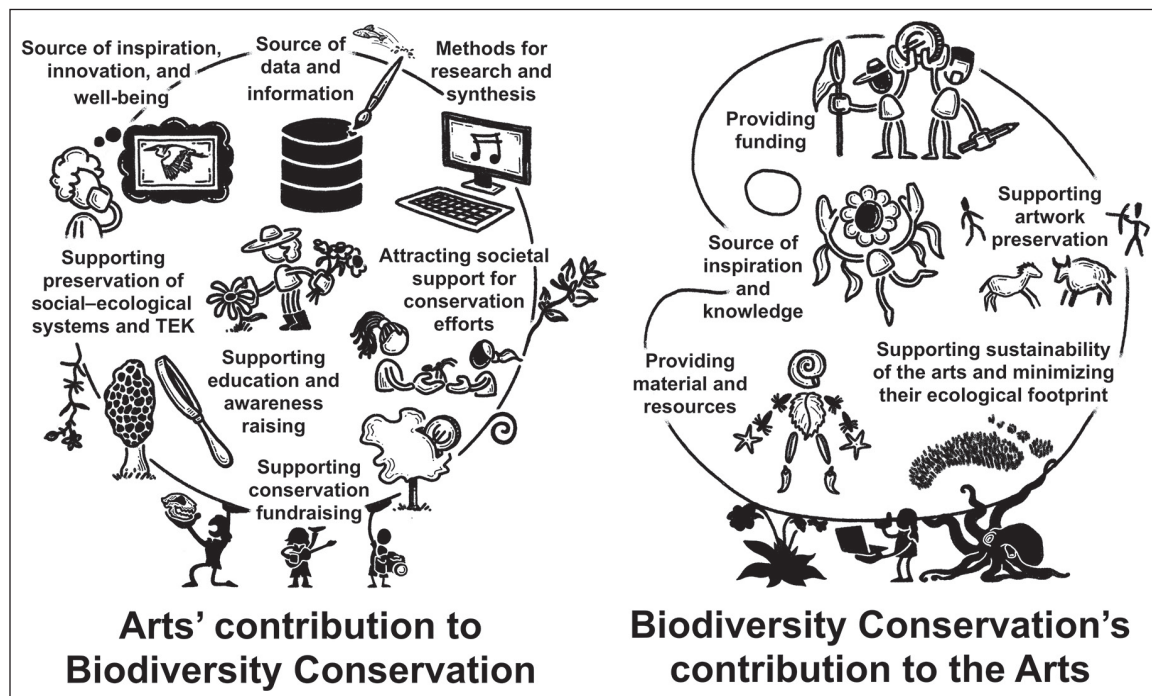 Source of inspiration,
innovation, and
well-being
Source of
data and
information
Methods for
research and
synthesis
Supporting
preservation of
social–ecological
systems and TEK
Attracting societal
support for
conservation
efforts
Supporting
education and
awareness
raising
Supporting
conservation
fundraising
Arts’ contribution to
Biodiversity Conservation
Providing
funding
Source of
inspiration
and
knowledge
Supporting
artwork
preservation
Providing
material and
resources
Supporting sustainability
of the arts and minimizing
their ecological footprint
Biodiversity Conservation’s
contribution to the Arts